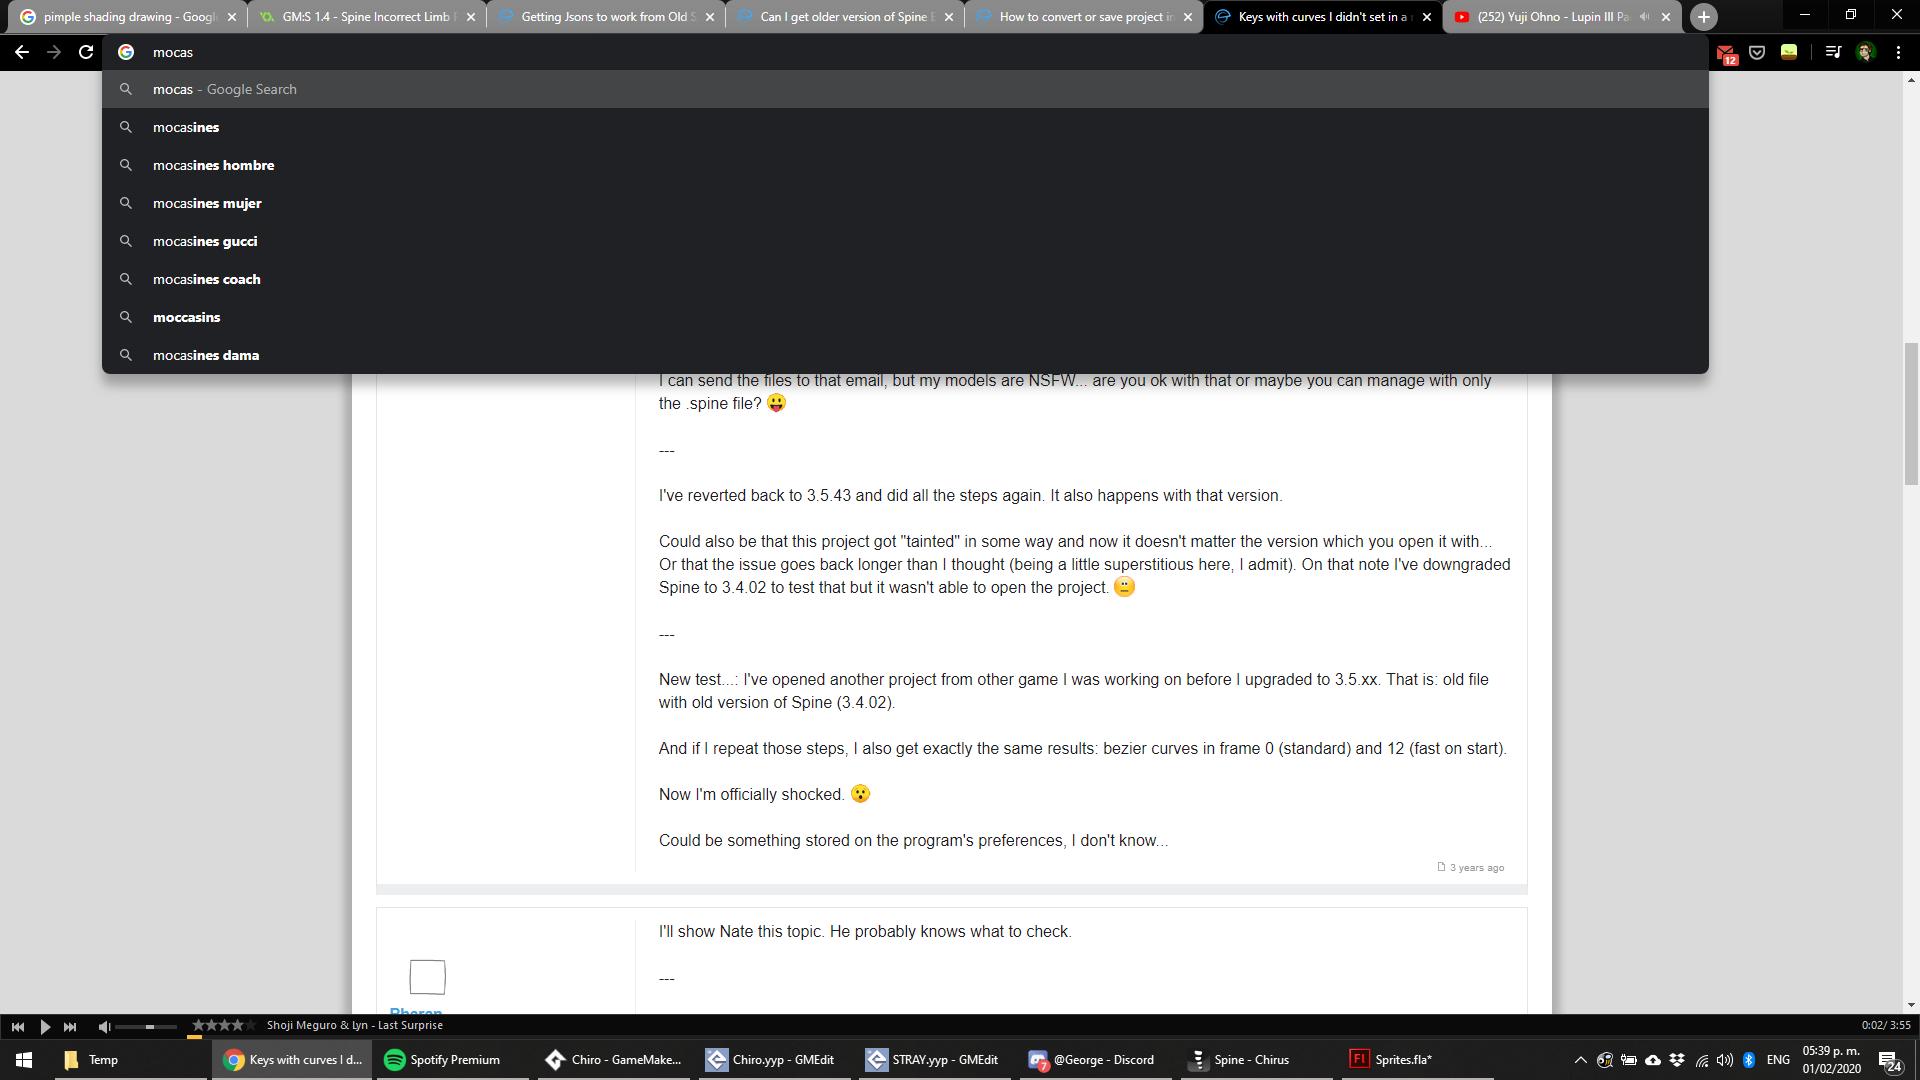 pimple shading drawing - Googl
GM:S 1.4 - Spine Incorrect Limb
Getting Jsons to work from Old S
Can I get older version of Spine E
How to convert or save project in
Keys with curves I didn't set in a
(252) Yuji Ohno - Lupin III Pa
mocas
12
mocas - Google Search
mocasines
mocasines hombre
mocasines mujer
mocasines gucci
mocasines coach
moccasins
mocasines dama
I can send the files to that email, but my models are NSFW... are you ok with that or maybe you can manage with only
the .spine file?
---
I've reverted back to 3.5.43 and did all the steps again. It also happens with that version.
Could also be that this project got "tainted" in some way and now it doesn't matter the version which you open it with...
Or that the issue goes back longer than I thought (being a little superstitious here, I admit). On that note I've downgraded
Spine to 3.4.02 to test that but it wasn't able to open the project.
---
New test...: I've opened another project from other game I was working on before I upgraded to 3.5.xx. That is: old file
with old version of Spine (3.4.02).
And if I repeat those steps, I also get exactly the same results: bezier curves in frame 0 (standard) and 12 (fast on start).
Now I'm officially shocked.
Could be something stored on the program's preferences, I don't know...
3 years ago
I'll show Nate this topic. He probably knows what to check.
---
Shoji Meguro & Lyn - Last Surprise
0:02/ 3:55
Temp
Keys with curves I d...
Spotify Premium
Chiro - GameMake...
Chiro.yyp - GMEdit
STRAY.yyp - GMEdit
7
@George - Discord
Spine - Chirus
Fl
Sprites.fla*
ENG
05:39 p. m.
01/02/2020
24